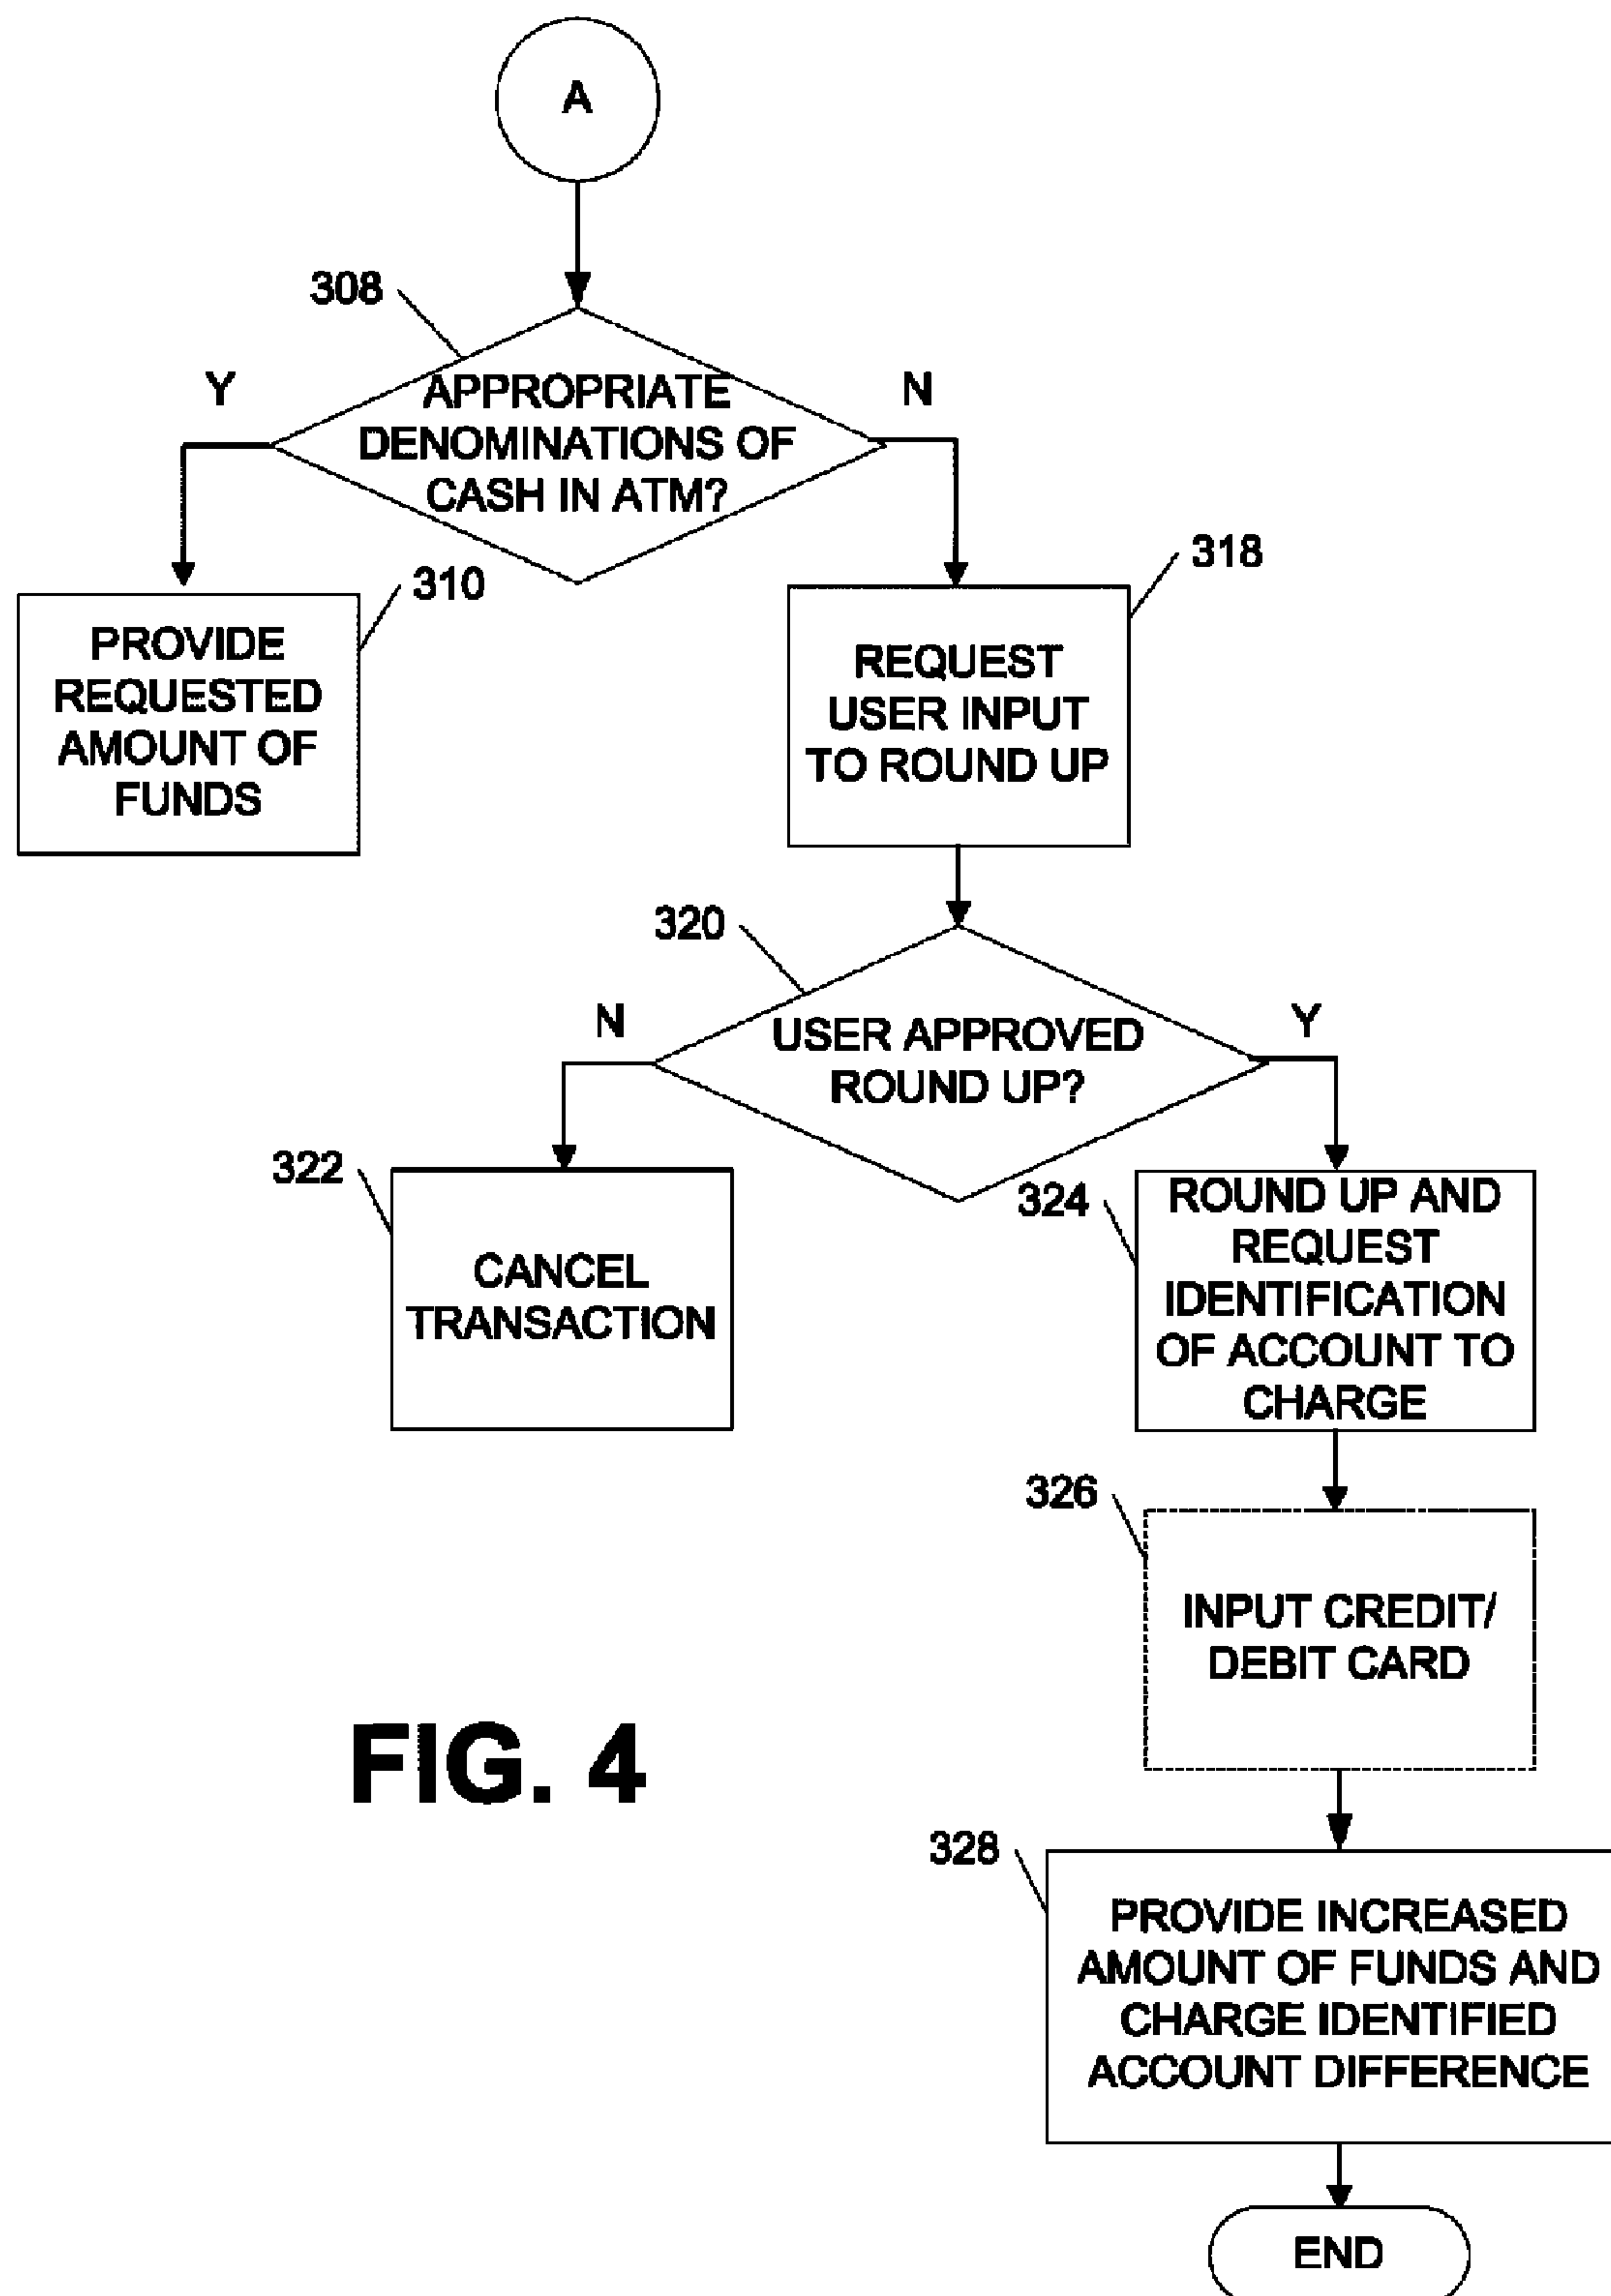 A
308
Y
N
APPROPRIATE
DENOMINATIONS OF
CASH IN ATM?
310
318
PROVIDE
REQUESTED
AMOUNT OF
FUNDS
REQUEST
USER INPUT
TO ROUND UP
320
N
Y
USER APPROVED
ROUND UP?
322
CANCEL
TRANSACTION
324
ROUND UP AND
REQUEST
IDENTIFICATION
OF ACCOUNT TO
CHARGE
326
INPUT CREDIT/
DEBIT CARD
FIG. 4
328
PROVIDE INCREASED
AMOUNT OF FUNDS AND
CHARGE IDENTIFIED
ACCOUNT DIFFERENCE
END